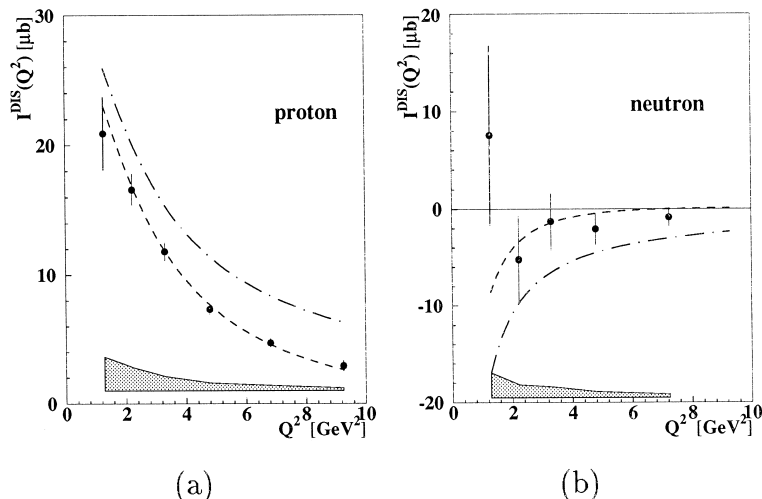 I^DIS(Q²) [μb]
30
20
10
0
proton
0 2 4 6 8 10
Q² [GeV²]
(a)
I^DIS(Q²) [μb]
20
10
0
-10
-20
neutron
0 2 4 6 8 10
Q² [GeV²]
(b)